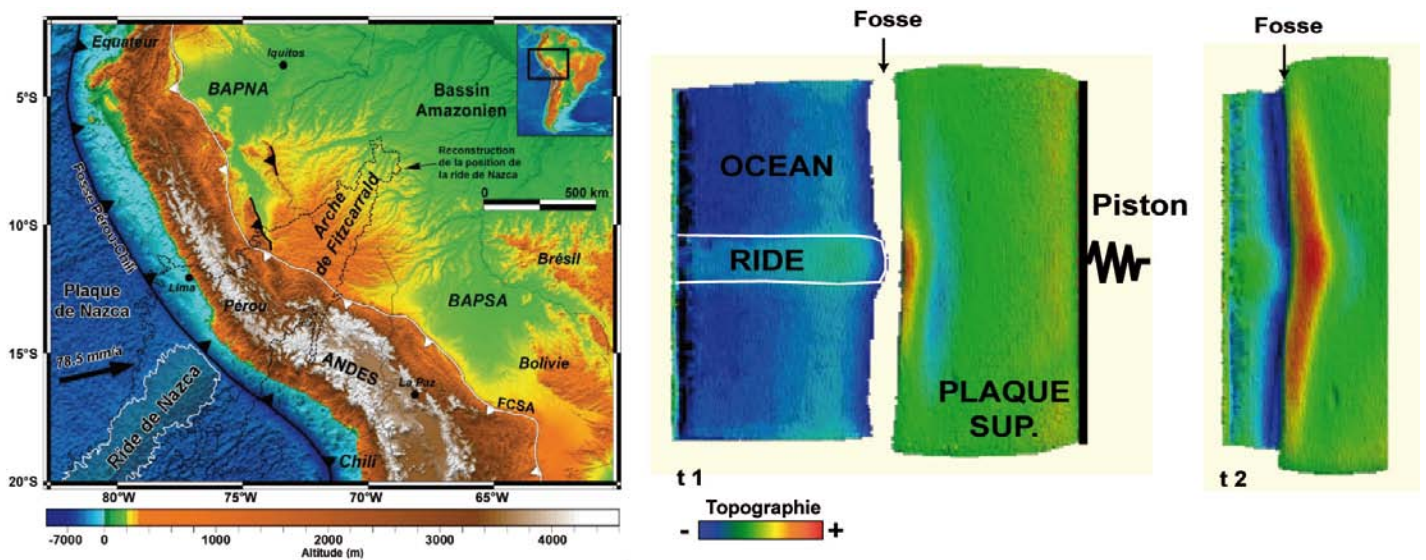 Equateur
Iquitos
BAPNA
Bassin
Amazonien
5°S
Reconstruction
de la position de
la ride de Nazca
0 500 km
Fosse Pérou-Chili
Arche
de Fitzcarrald
10°S
Brésil
Lima
Plaque
de Nazca
Pérou
BAPSA
78.5 mm/a
15°S
ANDES
Bolivie
La Paz
Ride de Nazca
FCSA
Chili
20°S
80°W 75°W 70°W 65°W
-7000 0 1000 2000 3000 4000
Altitude (m)
Fosse
OCEAN
RIDE
Piston
PLAQUE
SUP.
t 1
Topographie
- +
Fosse
t 2